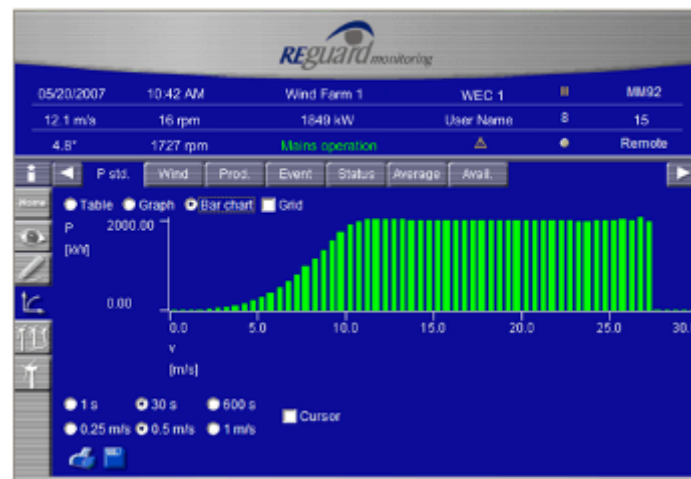 REguard monitoring
05/20/2007 10:42 AM Wind Farm 1 WEC 1 MM92
12.1 m/s 16 rpm 1849 kW User Name 8 15
4.8° 1727 rpm Mains operation Remote
P std. Wind Prod. Event Status Average Avail.
Home Table Graph Bar chart Grid
P 2000.00
[kW]
0.00
0.0 5.0 10.0 15.0 20.0 25.0 30.
v
[m/s]
1 s 30 s 600 s
Cursor
0.25 m/s 0.5 m/s 1 m/s